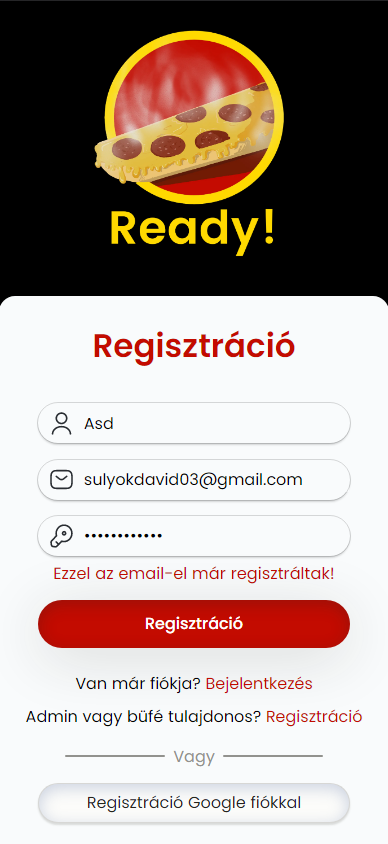 Ready!
Regisztráció
Asd
sulyokdavid03@gmail.com
••••••••••••
Ezzel az email-el már regisztráltak!
Regisztráció
Van már fiókja? Bejelentkezés
Admin vagy büfé tulajdonos? Regisztráció
Vagy
Regisztráció Google fiókkal